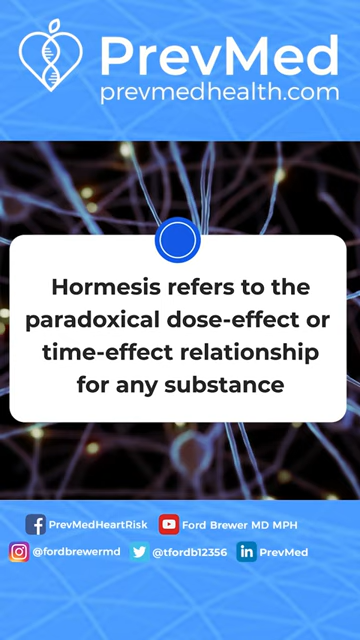 PrevMed
prevmedhealth.com
Hormesis refers to the
paradoxical dose-effect or
time-effect relationship
for any substance
PrevMedHeartRisk
Ford Brewer MD MPH
@fordbrewermd
@tfordb12356
PrevMed